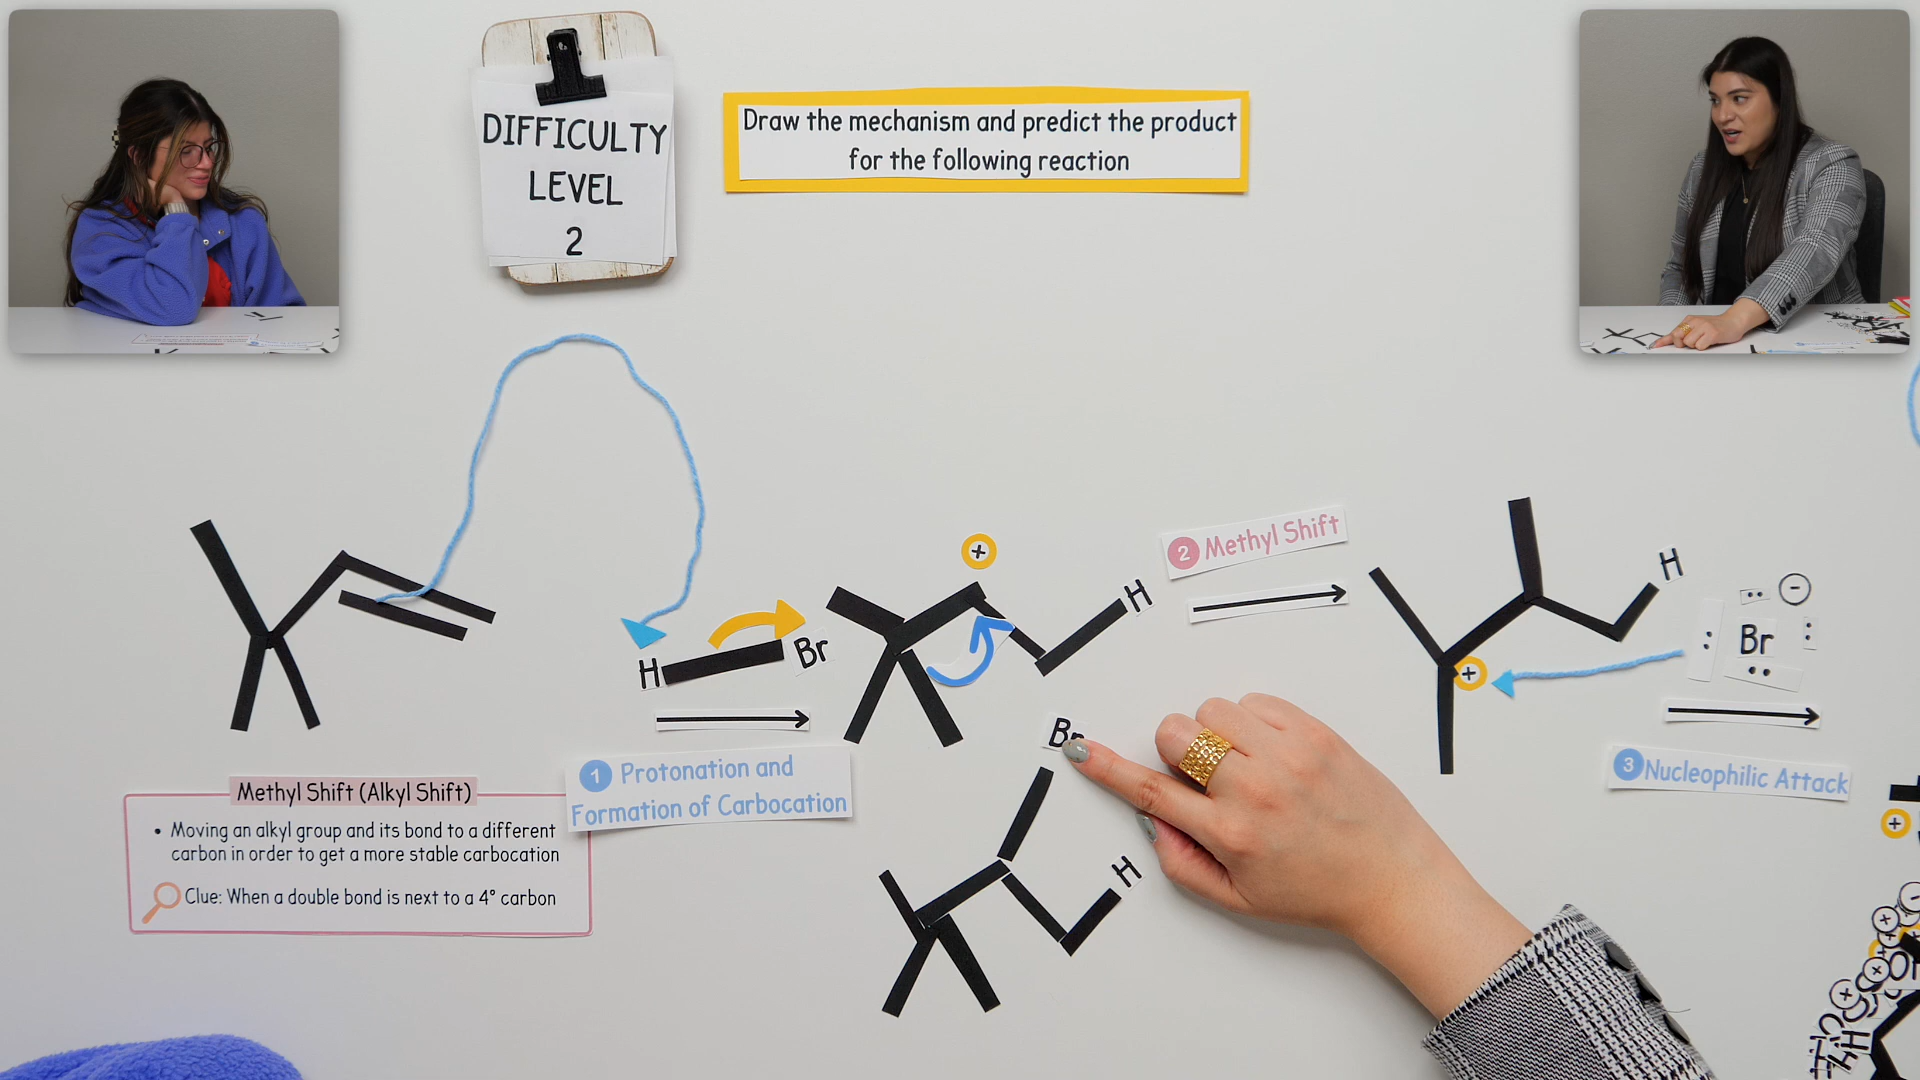 DIFFICULTY
LEVEL
2
Draw the mechanism and predict the product
for the following reaction
H
Br
+
H
2 Methyl Shift
H
+
Br
−
3 Nucleophilic Attack
1 Protonation and
Formation of Carbocation
Br
H
Methyl Shift (Alkyl Shift)
• Moving an alkyl group and its bond to a different
carbon in order to get a more stable carbocation
Clue: When a double bond is next to a 4° carbon
+